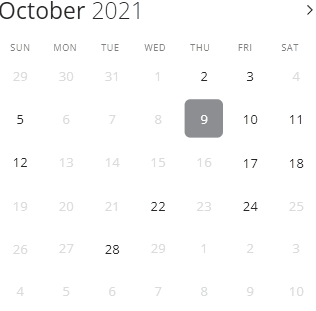 October 2021
SUN MON TUE WED THU FRI SAT
29 30 31 1 2 3 4
5 6 7 8 9 10 11
12 13 14 15 16 17 18
19 20 21 22 23 24 25
26 27 28 29 1 2 3
4 5 6 7 8 9 10